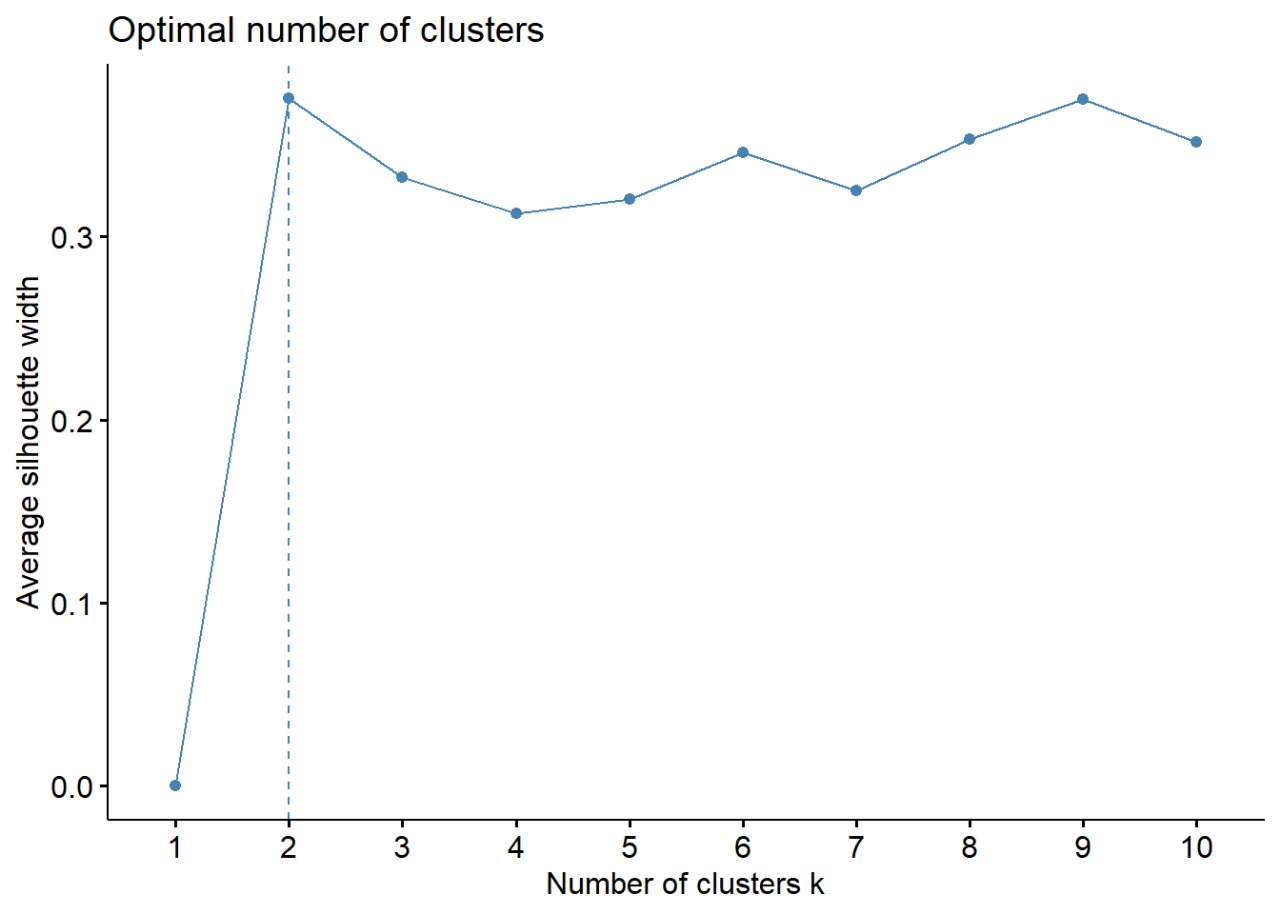 Optimal number of clusters
Average silhouette width
0.3
0.2
0.1
0.0
1 2 3 4 5 6 7 8 9 10
Number of clusters k